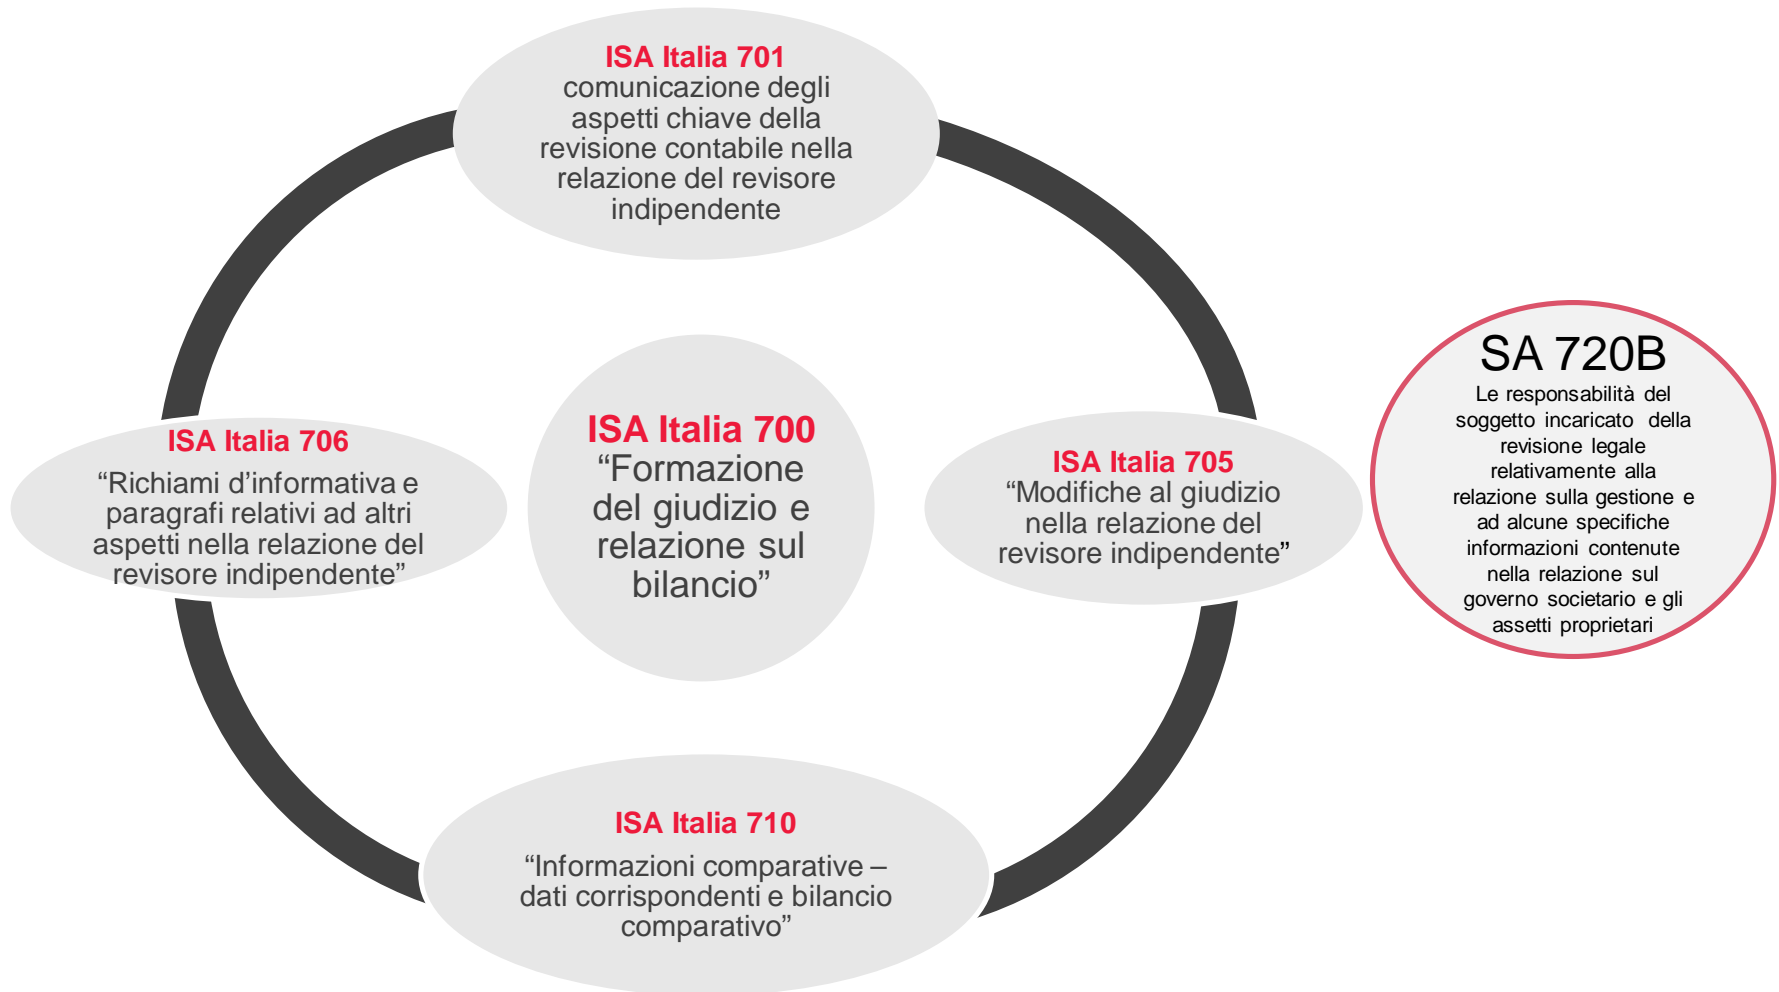 ISA Italia 701
comunicazione degli
aspetti chiave della
revisione contabile nella
relazione del revisore
indipendente
ISA Italia 706
“Richiami d’informativa e
paragrafi relativi ad altri
aspetti nella relazione del
revisore indipendente”
ISA Italia 700
“Formazione
del giudizio e
relazione sul
bilancio”
ISA Italia 705
“Modifiche al giudizio
nella relazione del
revisore indipendente”
SA 720B
Le responsabilità del
soggetto incaricato della
revisione legale
relativamente alla
relazione sulla gestione e
ad alcune specifiche
informazioni contenute
nella relazione sul
governo societario e gli
assetti proprietari
ISA Italia 710
“Informazioni comparative –
dati corrispondenti e bilancio
comparativo”